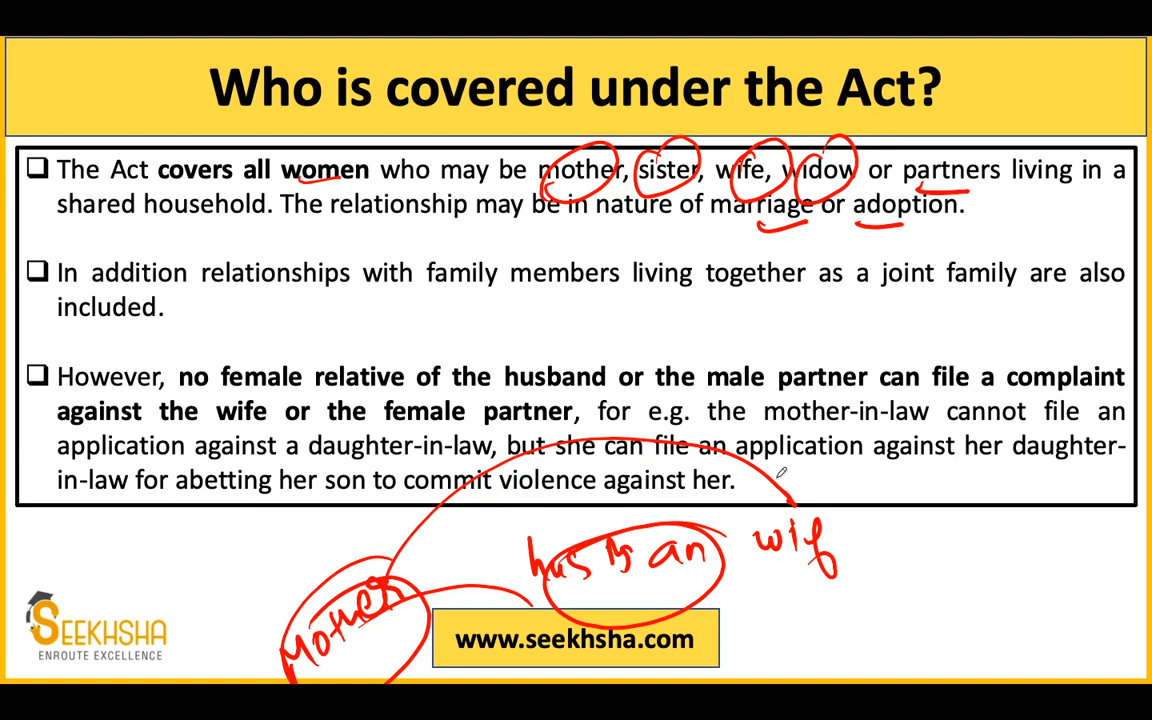 Who is covered under the Act?
The Act covers all women who may be mother, sister, wife, widow or partners living in a
shared household. The relationship may be in nature of marriage or adoption.
In addition relationships with family members living together as a joint family are also
included.
However, no female relative of the husband or the male partner can file a complaint
against the wife or the female partner, for e.g. the mother-in-law cannot file an
application against a daughter-in-law, but she can file an application against her daughter-
in-law for abetting her son to commit violence against her.
husban wif
Mother
SEEKHSHA
ENROUTE EXCELLENCE
www.seekhsha.com